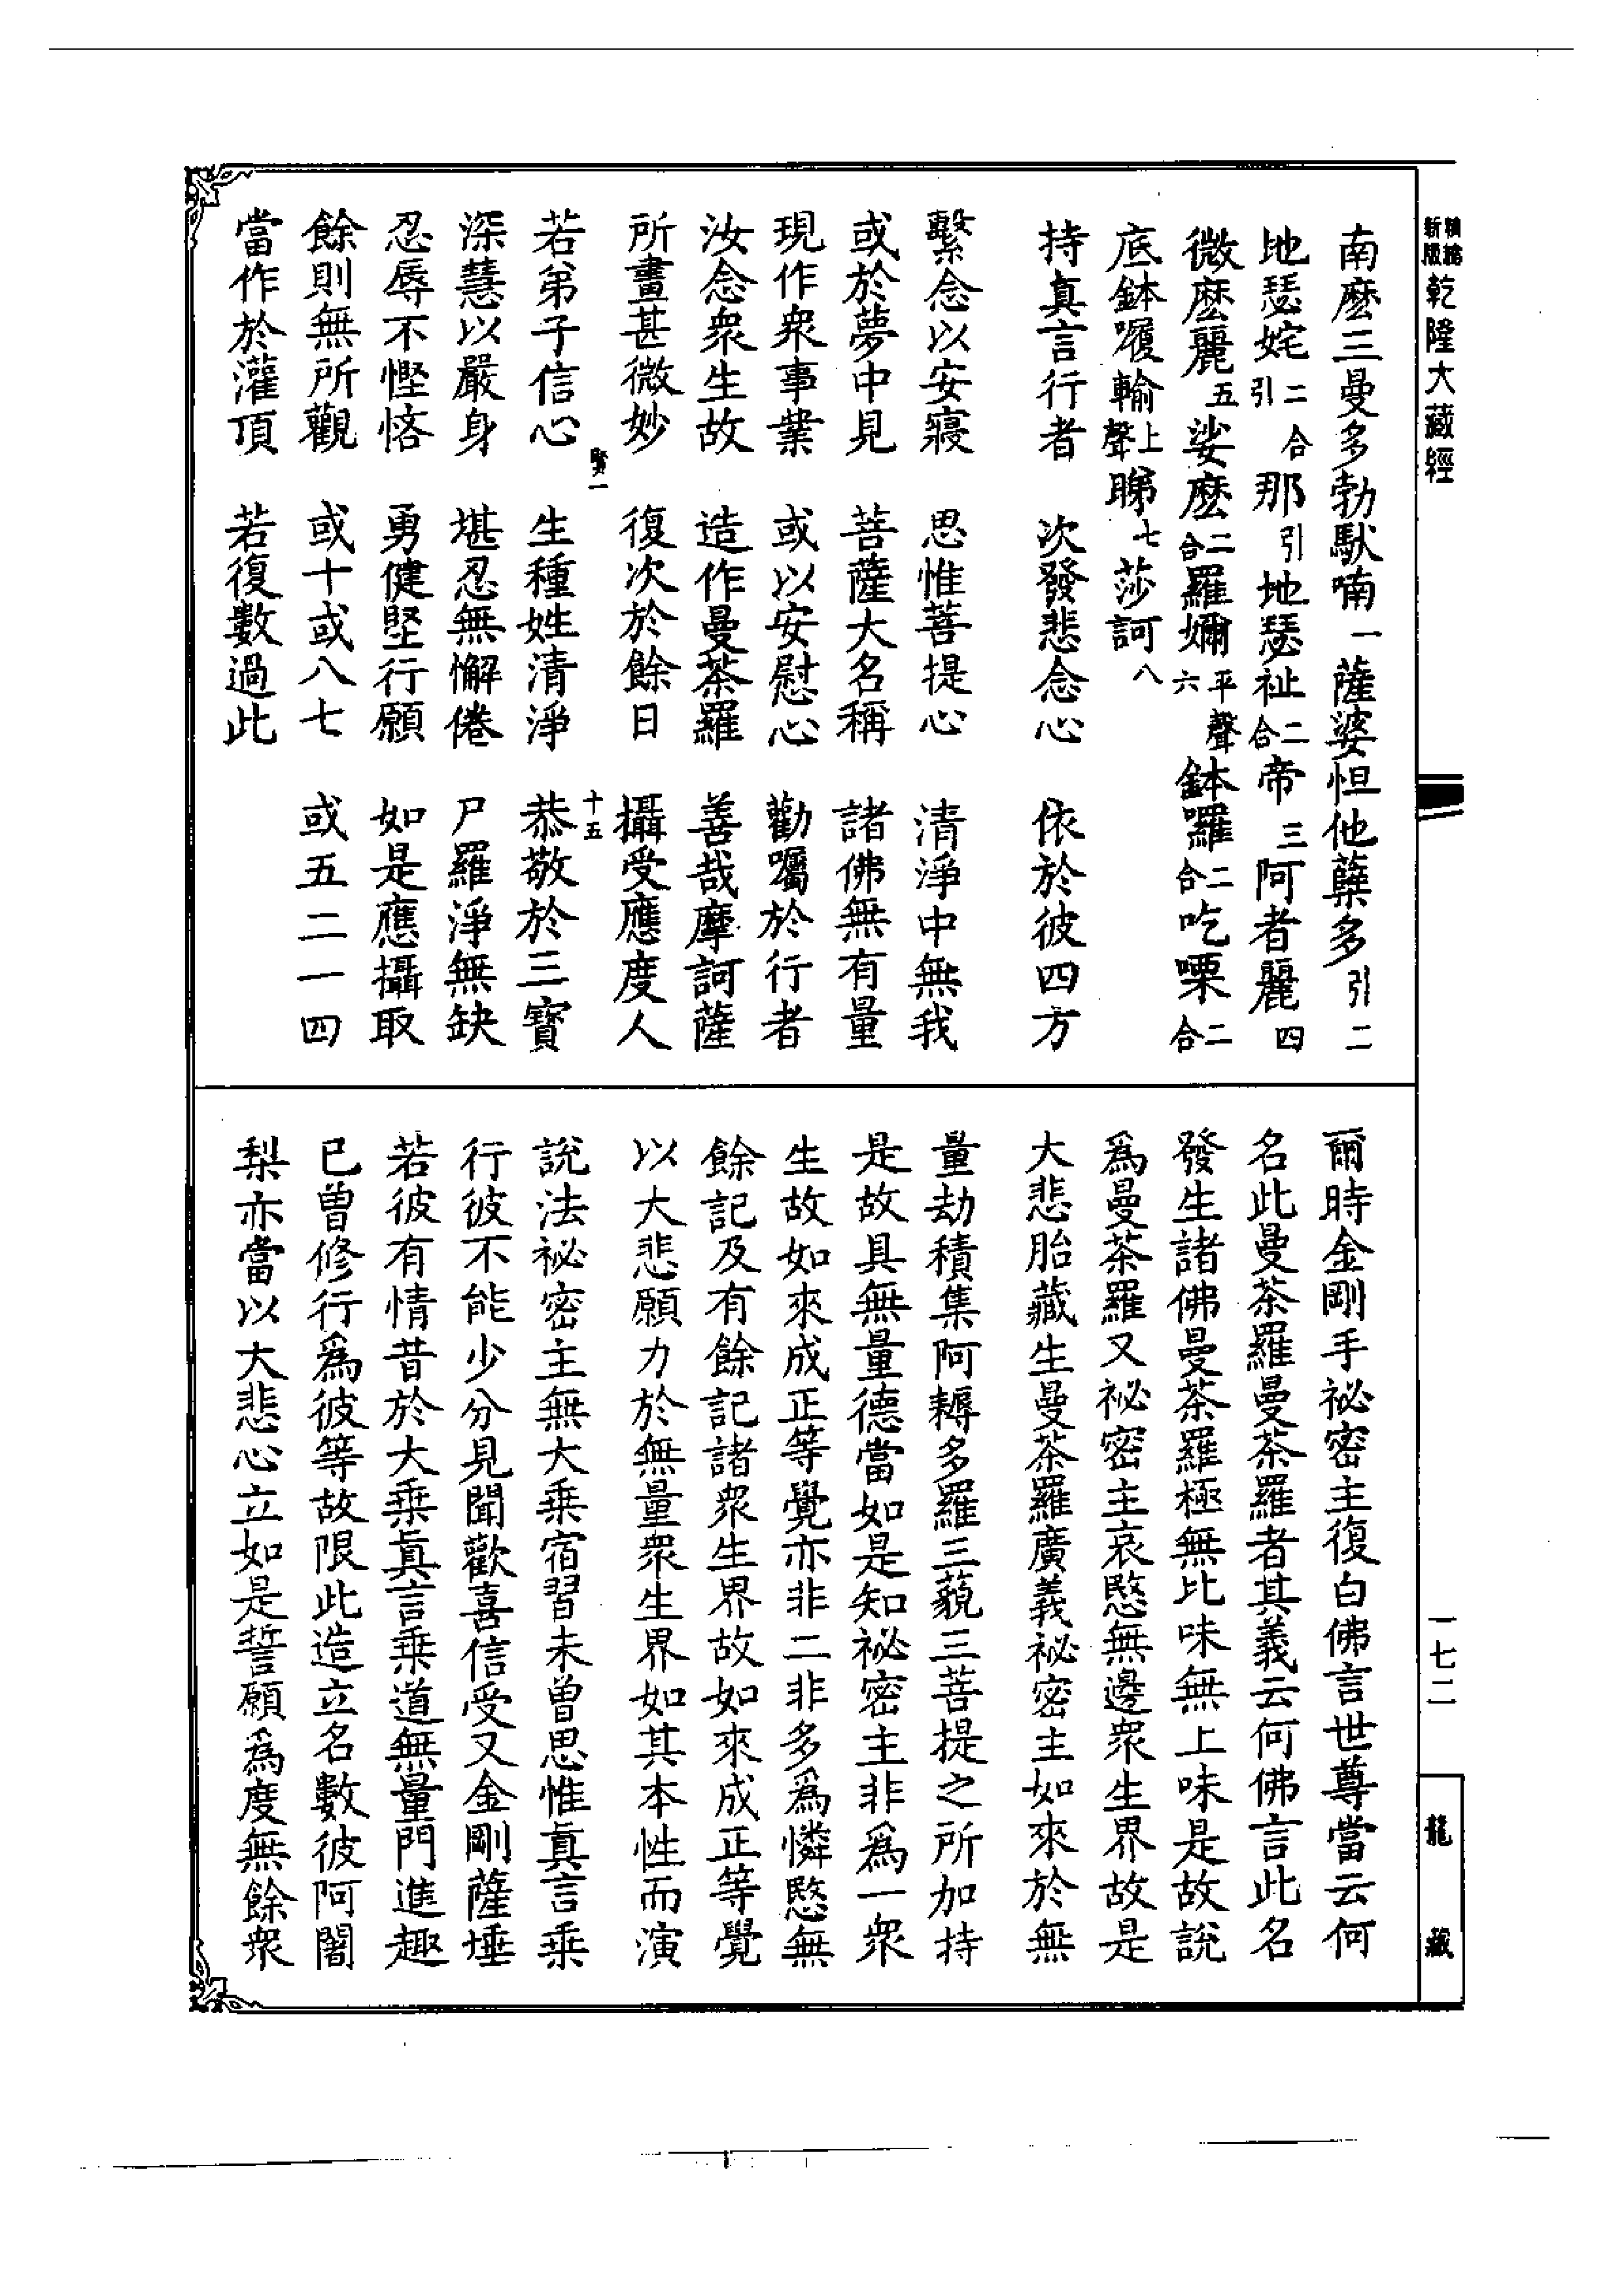 新版 精縮 乾隆大藏經
南麽三曼多勃馱喃一薩婆怛他蘖多引二
地瑟姹引二合那引地瑟祉二合帝三阿者麗四
微麽麗五娑麽二合羅嬭平聲六鉢囉二合吃㗚二合
底鉢囇輸上聲睇七莎訶八
持真言行者 次發悲念心 依於彼四方
繫念以安寢 思惟菩提心 清淨中無我
或於夢中見 菩薩大名稱 諸佛無有量
現作衆事業 或以安慰心 勸囑於行者
汝念衆生故 造作曼荼羅 善哉摩訶薩
所畫甚微妙 復次於餘日 攝受應度人
賢一 十五
若弟子信心 生種姓清淨 恭敬於三寶
深慧以嚴身 堪忍無懈倦 尸羅淨無缺
忍辱不慳悋 勇健堅行願 如是應攝取
餘則無所觀 或十或八七 或五二一四
當作於灌頂 若復數過此
爾時金剛手祕密主復白佛言世尊當云何
名此曼荼羅曼荼羅者其義云何佛言此名
發生諸佛曼荼羅極無比味無上味是故說
爲曼荼羅又祕密主哀愍無邊衆生界故是
大悲胎藏生曼荼羅廣義祕密主如來於無
量劫積集阿耨多羅三藐三菩提之所加持
是故具無量德當如是知祕密主非爲一衆
生故如來成正等覺亦非二非多爲憐愍無
餘記及有餘記諸衆生界故如來成正等覺
以大悲願力於無量衆生界如其本性而演
說法祕密主無大乗宿習未曾思惟真言乗
行彼不能少分見聞歡喜信受又金剛薩埵
若彼有情昔於大乗真言乗道無量門進趣
已曾修行爲彼等故限此造立名數彼阿闍
梨亦當以大悲心立如是誓願爲度無餘衆
一七二
龍藏